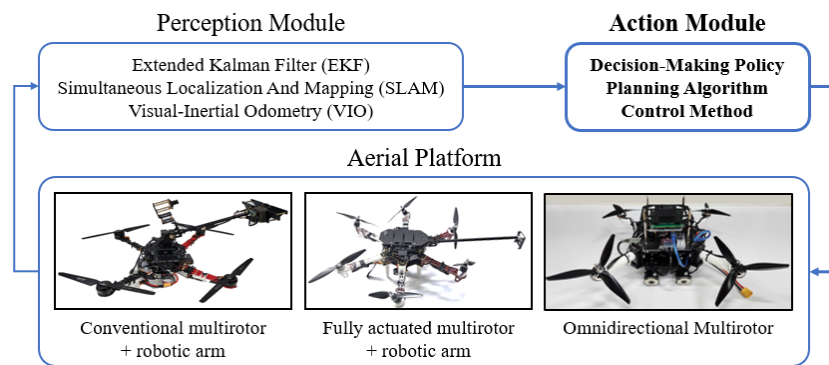 Perception Module
Action Module
Extended Kalman Filter (EKF)
Simultaneous Localization And Mapping (SLAM)
Visual-Inertial Odometry (VIO)
Decision-Making Policy
Planning Algorithm
Control Method
Aerial Platform
Conventional multirotor
+ robotic arm
Fully actuated multirotor
+ robotic arm
Omnidirectional Multirotor